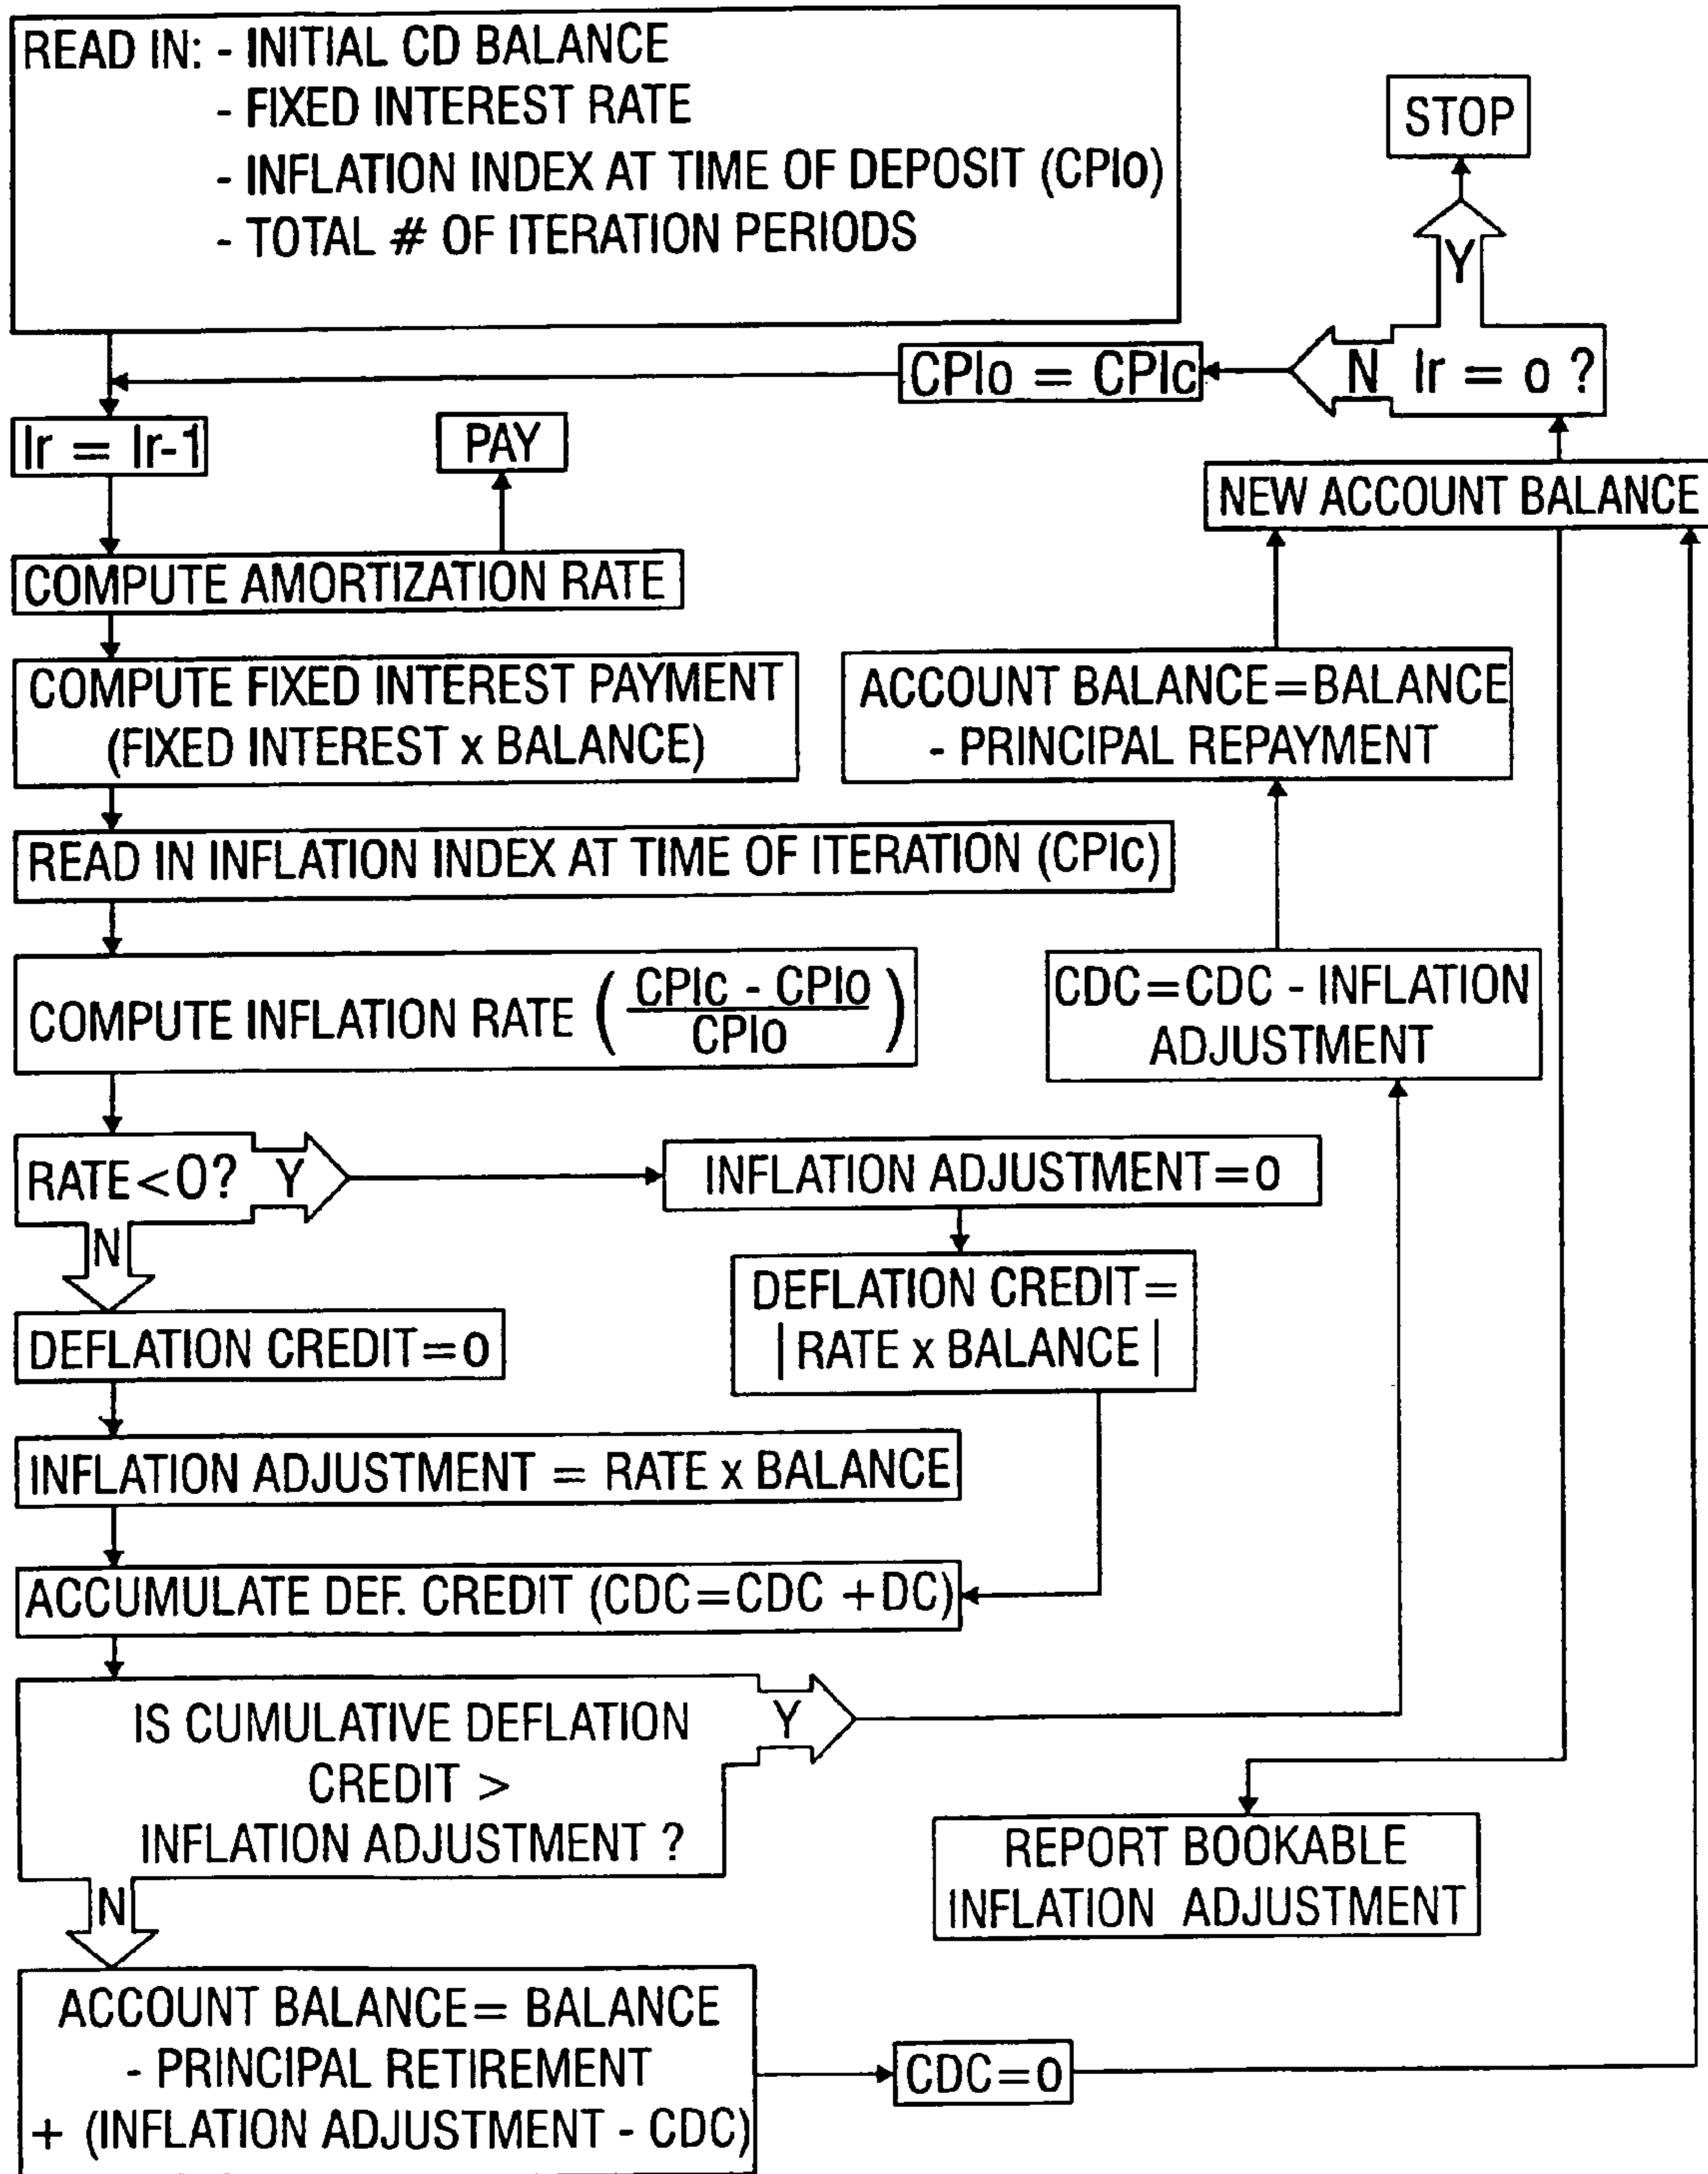 READ IN: - INITIAL CD BALANCE
- FIXED INTEREST RATE
- INFLATION INDEX AT TIME OF DEPOSIT (CPIo)
- TOTAL # OF ITERATION PERIODS
STOP
Y
N Ir = o ?
CPIo = CPIc
Ir = Ir-1
PAY
NEW ACCOUNT BALANCE
COMPUTE AMORTIZATION RATE
COMPUTE FIXED INTEREST PAYMENT
(FIXED INTEREST x BALANCE)
ACCOUNT BALANCE=BALANCE
- PRINCIPAL REPAYMENT
READ IN INFLATION INDEX AT TIME OF ITERATION (CPIc)
COMPUTE INFLATION RATE (CPIc - CPIo / CPIo)
CDC=CDC - INFLATION
ADJUSTMENT
RATE<0? Y
N
INFLATION ADJUSTMENT=o
DEFLATION CREDIT=
|RATE x BALANCE|
DEFLATION CREDIT=o
INFLATION ADJUSTMENT = RATE x BALANCE
ACCUMULATE DEF. CREDIT (CDC=CDC +DC)
IS CUMULATIVE DEFLATION
CREDIT >
INFLATION ADJUSTMENT ?
Y
N
REPORT BOOKABLE
INFLATION ADJUSTMENT
ACCOUNT BALANCE= BALANCE
- PRINCIPAL RETIREMENT
+ (INFLATION ADJUSTMENT - CDC)
CDC=o